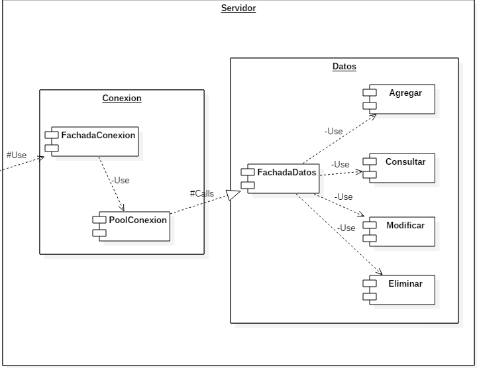 Servidor
Datos
Conexion
Agregar
FachadaConexion
-Use
#Use
Consultar
-Use
FachadaDatos
-Use
#Calls
-Use
PoolConexion
Modificar
-Use
Eliminar